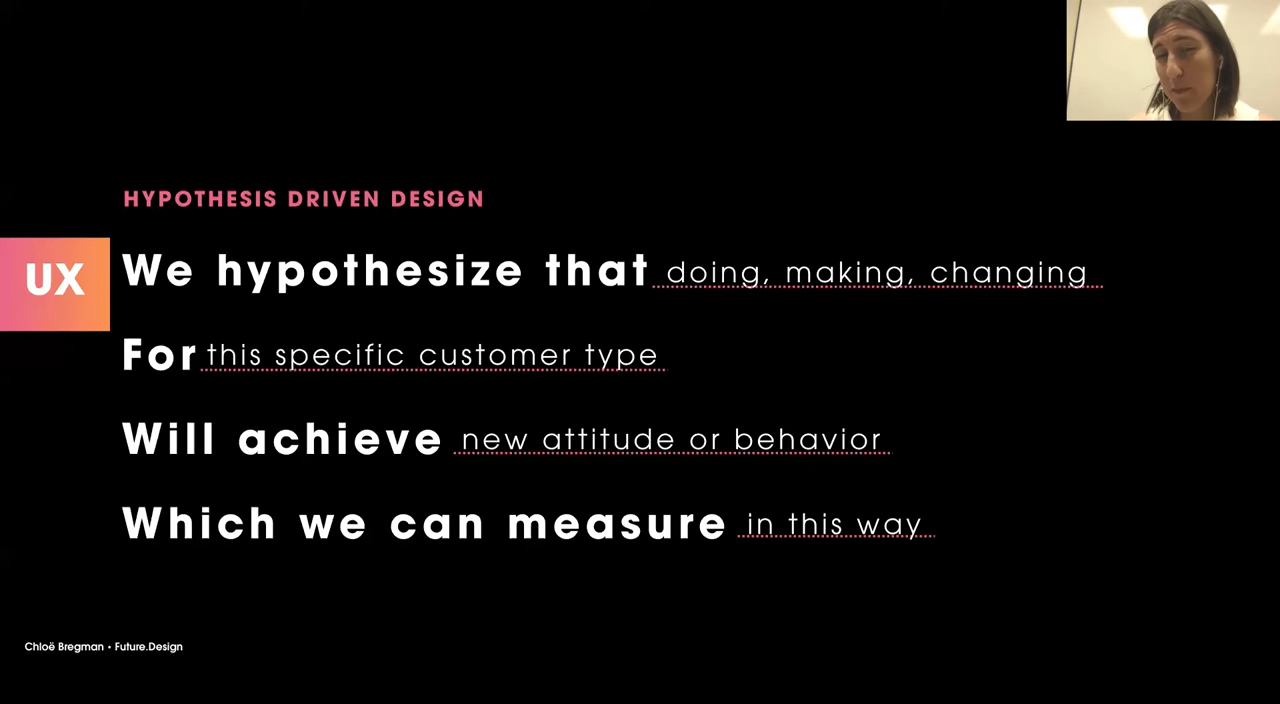 HYPOTHESIS DRIVEN DESIGN
UX
We hypothesize that doing, making, changing
For this specific customer type
Will achieve new attitude or behavior
Which we can measure in this way
Chloë Bregman • Future.Design